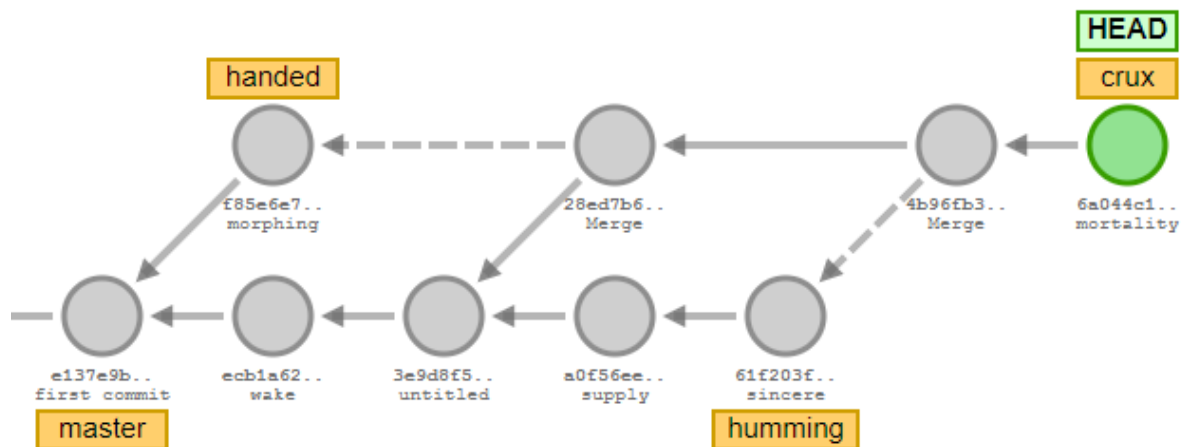 HEAD
handed
crux
f85e6e7..
morphing
28ed7b6..
Merge
4b96fb3..
Merge
6a044c1..
mortality
e137e9b..
first commit
ecb1a62..
wake
3e9d8f5..
untitled
a0f56ee..
supply
61f203f..
sincere
master
humming